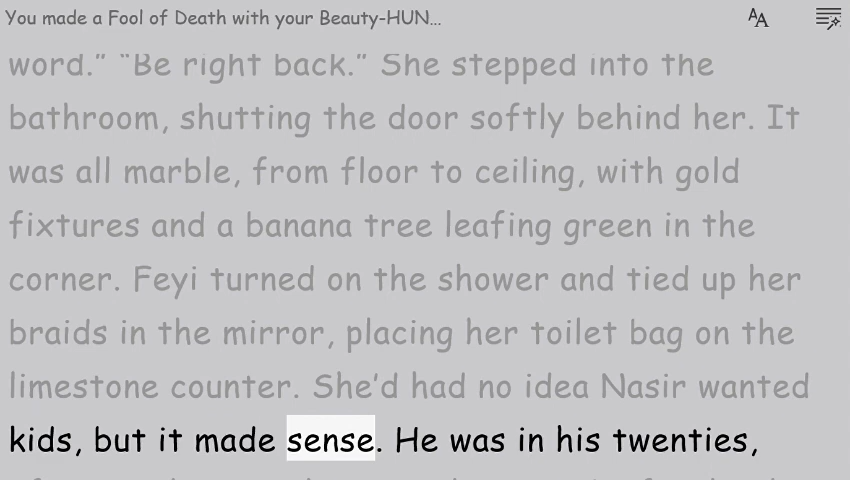 You made a Fool of Death with your Beauty-HUN...
AA
word.” “Be right back.” She stepped into the
bathroom, shutting the door softly behind her. It
was all marble, from floor to ceiling, with gold
fixtures and a banana tree leafing green in the
corner. Feyi turned on the shower and tied up her
braids in the mirror, placing her toilet bag on the
limestone counter. She’d had no idea Nasir wanted
kids, but it made sense. He was in his twenties,